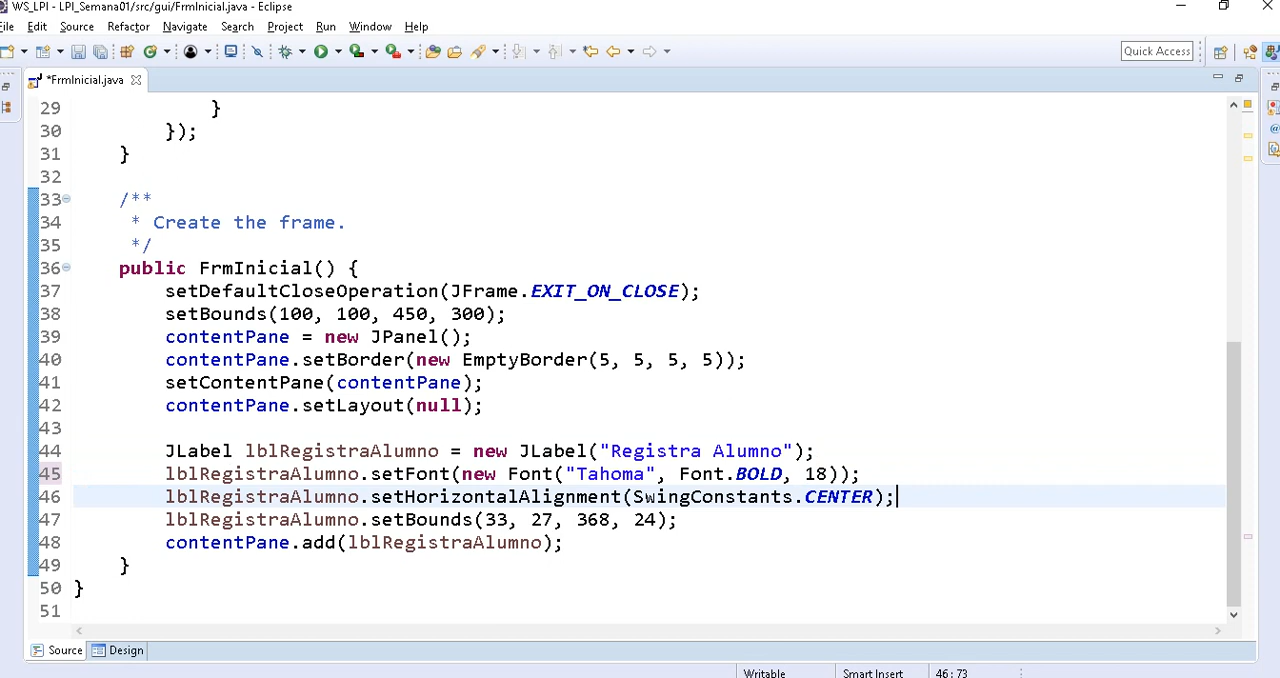 WS_LPI - LPI_Semana01/src/gui/FrmInicial.java - Eclipse
File Edit Source Refactor Navigate Search Project Run Window Help
Quick Access
*FrmInicial.java
29 }
30 });
31 }
32
33 /**
34 * Create the frame.
35 */
36 public FrmInicial() {
37 setDefaultCloseOperation(JFrame.EXIT_ON_CLOSE);
38 setBounds(100, 100, 450, 300);
39 contentPane = new JPanel();
40 contentPane.setBorder(new EmptyBorder(5, 5, 5, 5));
41 setContentPane(contentPane);
42 contentPane.setLayout(null);
43
44 JLabel lblRegistraAlumno = new JLabel("Registra Alumno");
45 lblRegistraAlumno.setFont(new Font("Tahoma", Font.BOLD, 18));
46 lblRegistraAlumno.setHorizontalAlignment(SwingConstants.CENTER);
47 lblRegistraAlumno.setBounds(33, 27, 368, 24);
48 contentPane.add(lblRegistraAlumno);
49 }
50 }
51
Source Design
Writable Smart Insert 46 : 73